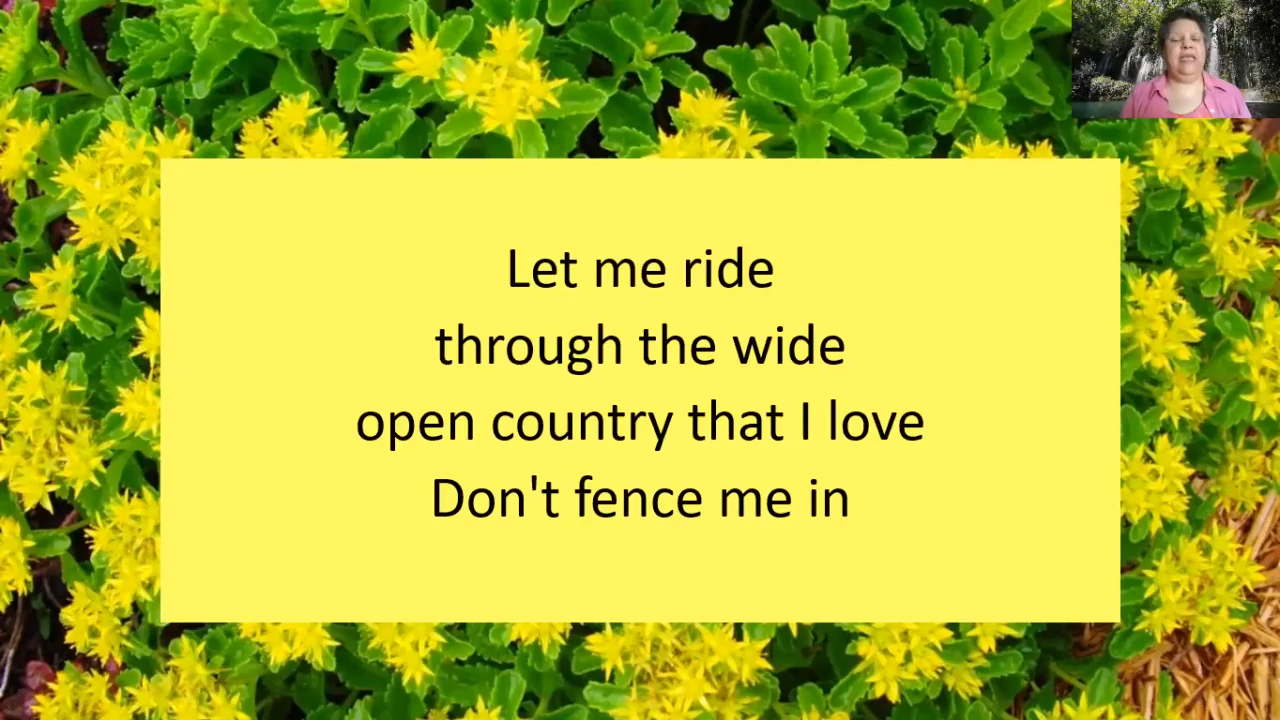 Let me ride
through the wide
open country that I love
Don't fence me in